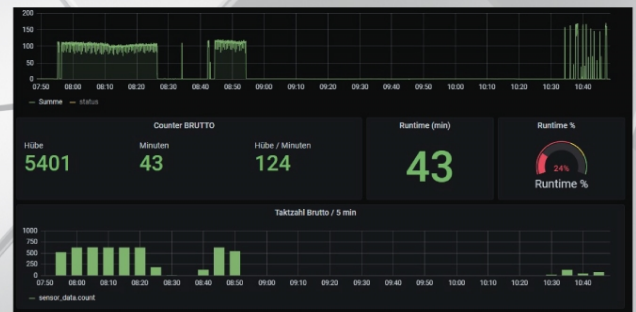 200
150
100
50
0
07:50 08:00 08:10 08:20 08:30 08:40 08:50 09:00 09:10 09:20 09:30 09:40 09:50 10:00 10:10 10:20 10:30 10:40
Summe status
Counter BRUTTO
Hübe Minuten Hübe / Minuten
5401 43 124
Runtime (min)
43
Runtime %
24%
Runtime %
Taktzahl Brutto / 5 min
1000
750
500
250
0
07:50 08:00 08:10 08:20 08:30 08:40 08:50 09:00 09:10 09:20 09:30 09:40 09:50 10:00 10:10 10:20 10:30 10:40
sensor_data.count